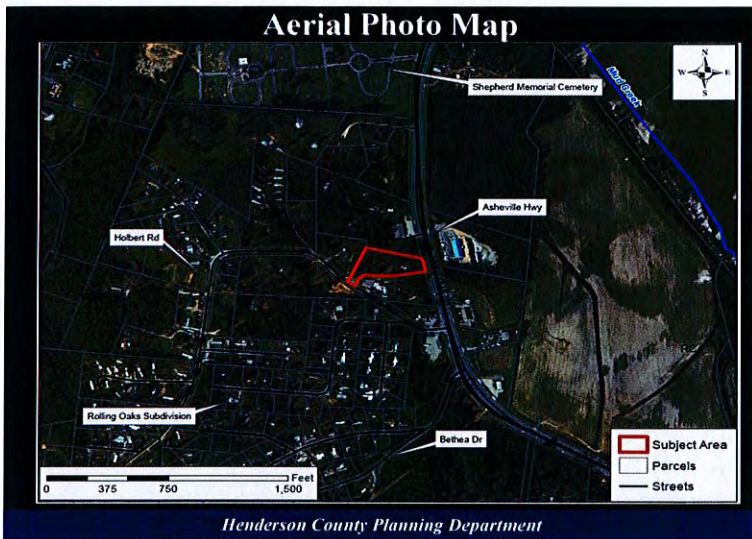 Aerial Photo Map
Shepherd Memorial Cemetery
Mud Creek
N
W E
S
Asheville Hwy
Holbert Rd
Rolling Oaks Subdivision
Bethea Dr
Subject Area
Parcels
Streets
Feet
0 375 750 1,500
Henderson County Planning Department